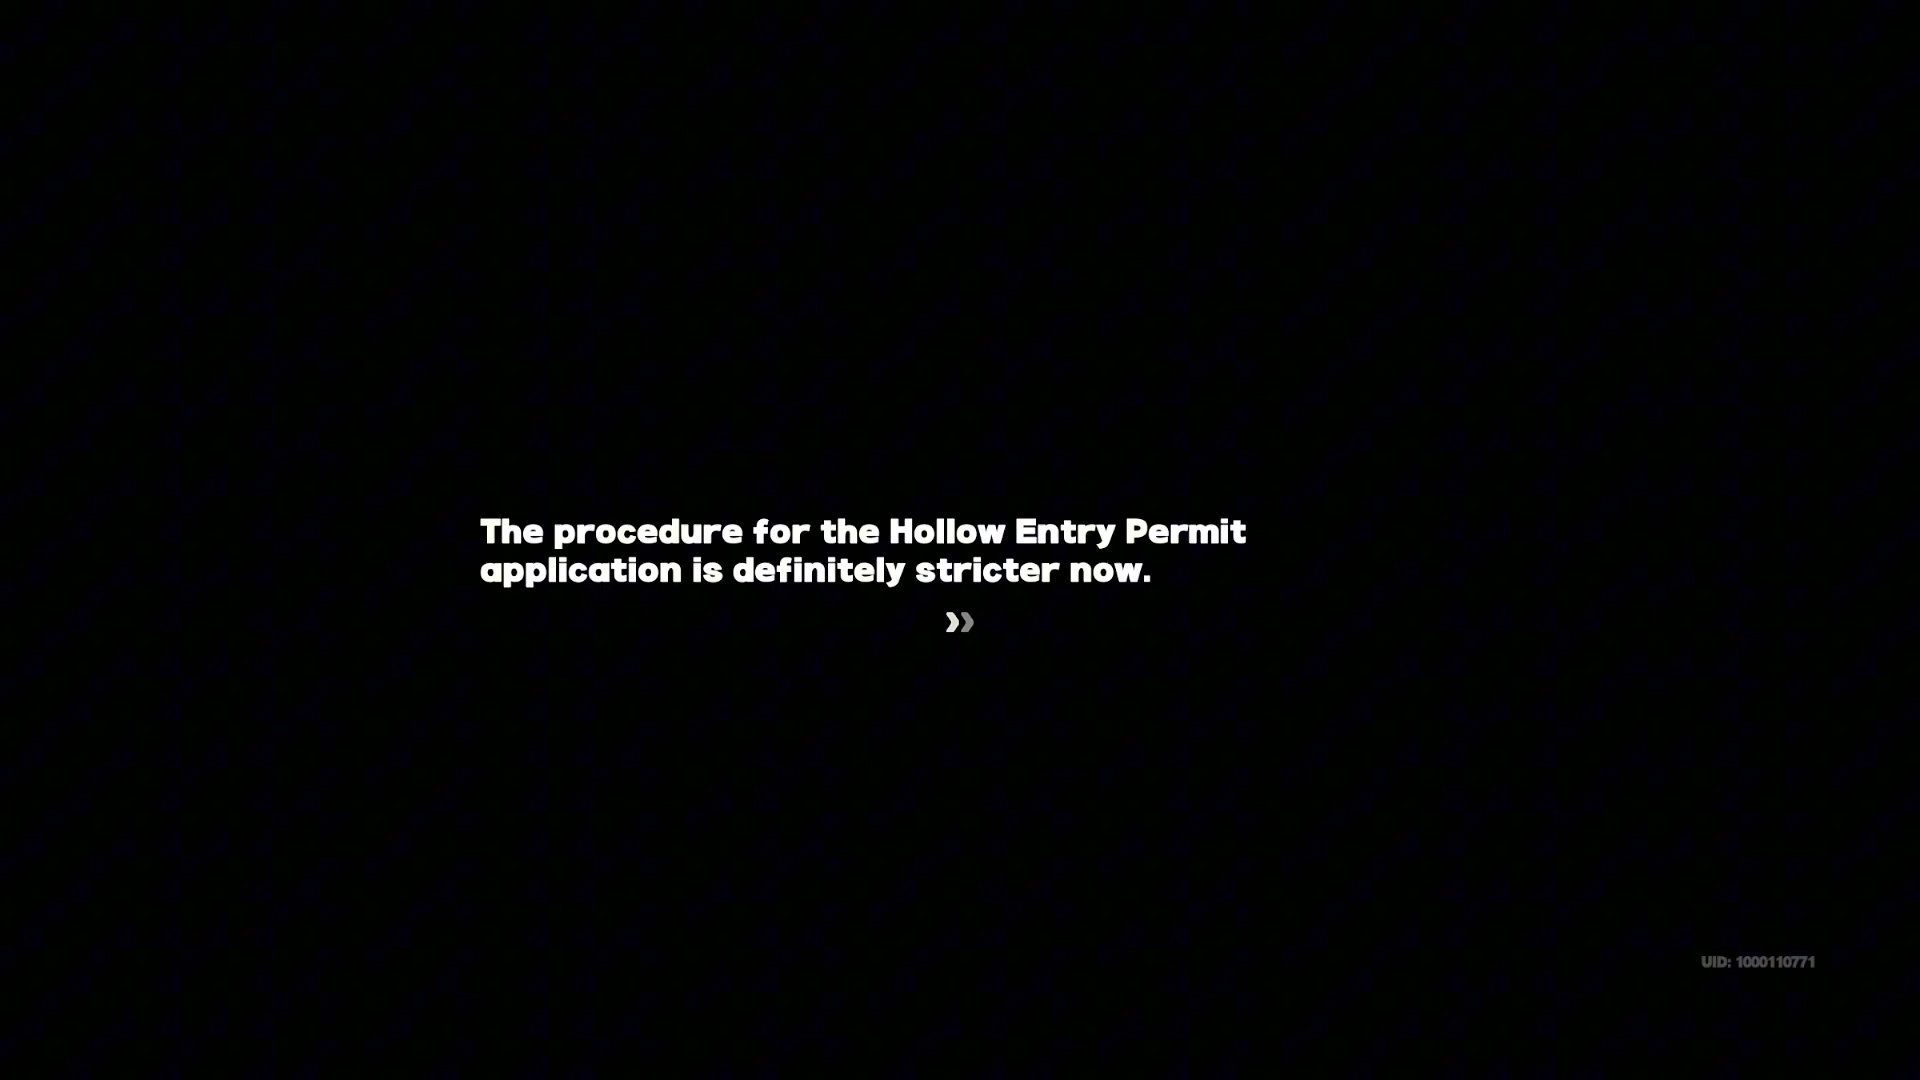 The procedure for the Hollow Entry Permit
application is definitely stricter now.
UID: 1000110771